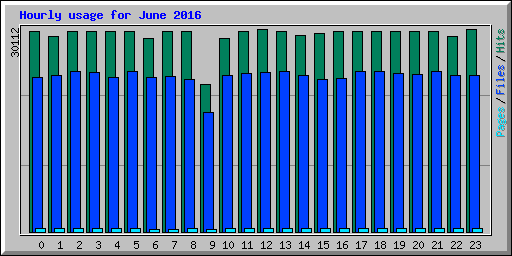 Hourly usage for June 2016
30112
Pages/Files/Hits
0 1 2 3 4 5 6 7 8 9 10 11 12 13 14 15 16 17 18 19 20 21 22 23